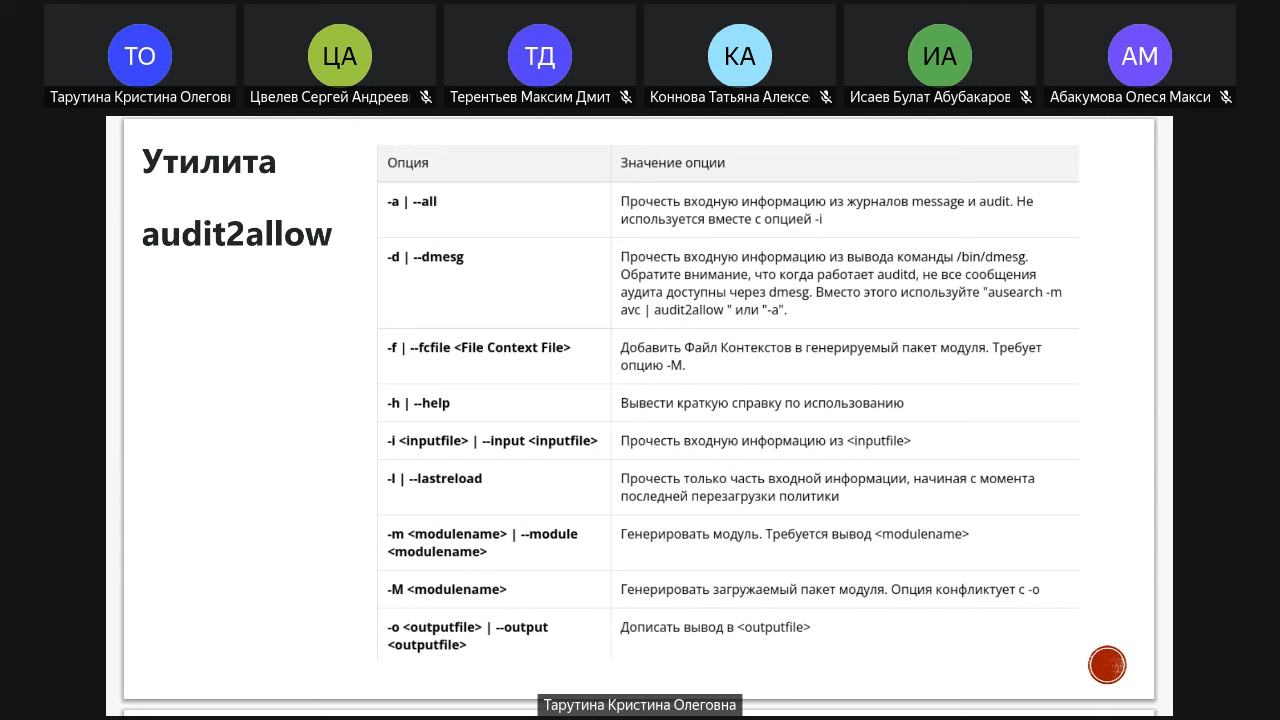 ТО
ЦА
ТД
КА
ИА
АМ
Тарутина Кристина Олегові
Цвелев Сергей Андреев
Терентьев Максим Дмит
Коннова Татьяна Алексе
Исаев Булат Абубакаров
Абакумова Олеся Макси
Утилита
audit2allow
Опция
Значение опции
-a | --all
Прочесть входную информацию из журналов message и audit. Не
используется вместе с опцией -i
-d | --dmesg
Прочесть входную информацию из вывода команды /bin/dmesg.
Обратите внимание, что когда работает auditd, не все сообщения
аудита доступны через dmesg. Вместо этого используйте "ausearch -m
avc | audit2allow " или "-a".
-f | --fcfile <File Context File>
Добавить Файл Контекстов в генерируемый пакет модуля. Требует
опцию -M.
-h | --help
Вывести краткую справку по использованию
-i <inputfile> | --input <inputfile>
Прочесть входную информацию из <inputfile>
-l | --lastreload
Прочесть только часть входной информации, начиная с момента
последней перезагрузки политики
-m <modulename> | --module
<modulename>
Генерировать модуль. Требуется вывод <modulename>
-M <modulename>
Генерировать загружаемый пакет модуля. Опция конфликтует с -o
-o <outputfile> | --output
<outputfile>
Дописать вывод в <outputfile>
Тарутина Кристина Олеговна